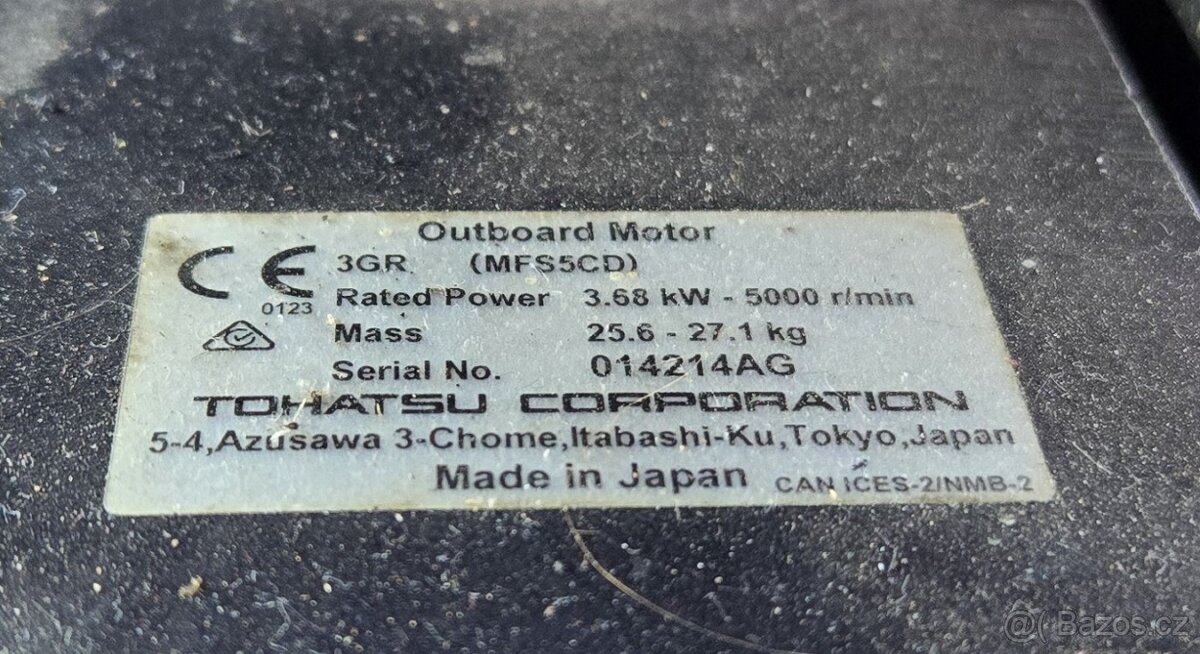 Outboard Motor
CE 3GR (MFS5CD)
0123 Rated Power 3.68 kW - 5000 r/min
Mass 25.6 - 27.1 kg
Serial No. 014214AG
TOHATSU CORPORATION
5-4,Azusawa 3-Chome,Itabashi-Ku,Tokyo,Japan
Made in Japan CAN ICES-2/NMB-2
Bazos.cz